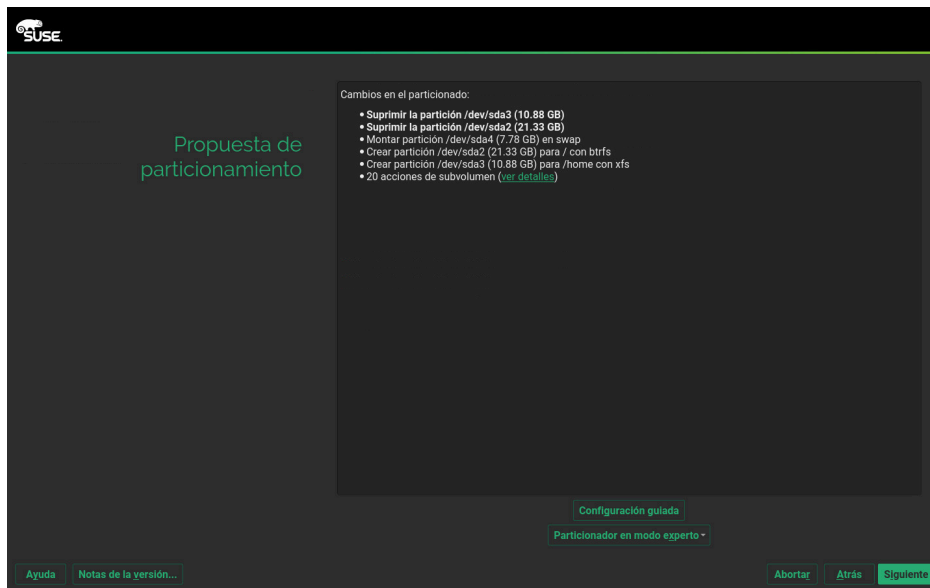 SUSE.
Propuesta de
particionamiento
Cambios en el particionado:
• Suprimir la partición /dev/sda3 (10.88 GB)
• Suprimir la partición /dev/sda2 (21.33 GB)
• Montar partición /dev/sda4 (7.78 GB) en swap
• Crear partición /dev/sda2 (21.33 GB) para / con btrfs
• Crear partición /dev/sda3 (10.88 GB) para /home con xfs
• 20 acciones de subvolumen (ver detalles)
Configuración guiada
Particionador en modo experto
Ayuda
Notas de la versión...
Abortar
Atrás
Siguiente